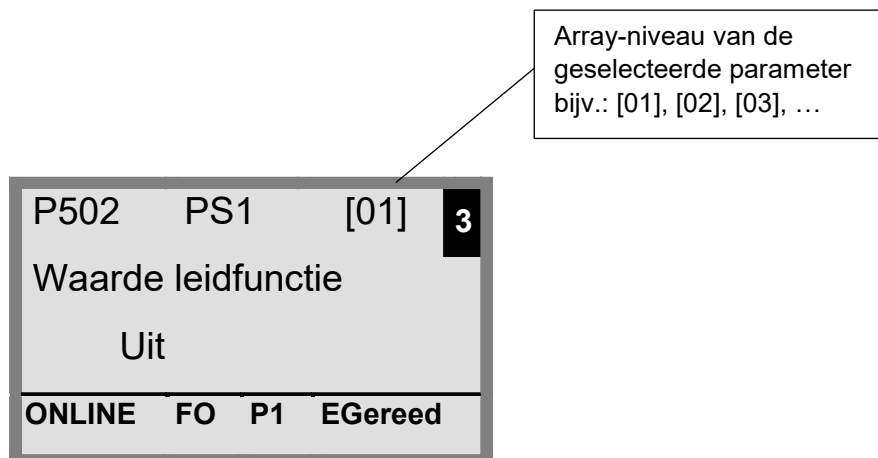 Array-niveau van de
geselecteerde parameter
bijv.: [01], [02], [03], …
P502 PS1 [01] 3
Waarde leidfunctie
Uit
ONLINE FO P1 EGereed